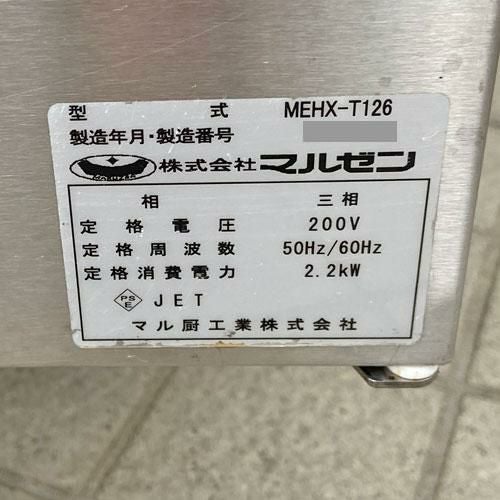 型 式 MEHX-T126
製造年月・製造番号
MARUZEN 株式会社マルゼン
相 三相
定格電圧 200V
定格周波数 50Hz/60Hz
定格消費電力 2.2kW
PS E JET
マル厨工業株式会社